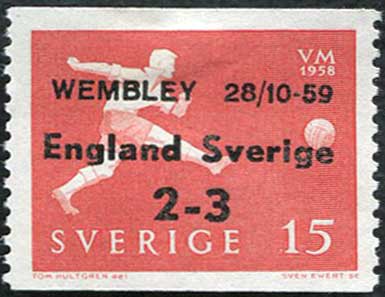 VM
1958
WEMBLEY 28/10-59
England Sverige
2-3
SVERIGE 15
TOM HULTGREN del. SVEN EWERT SC.